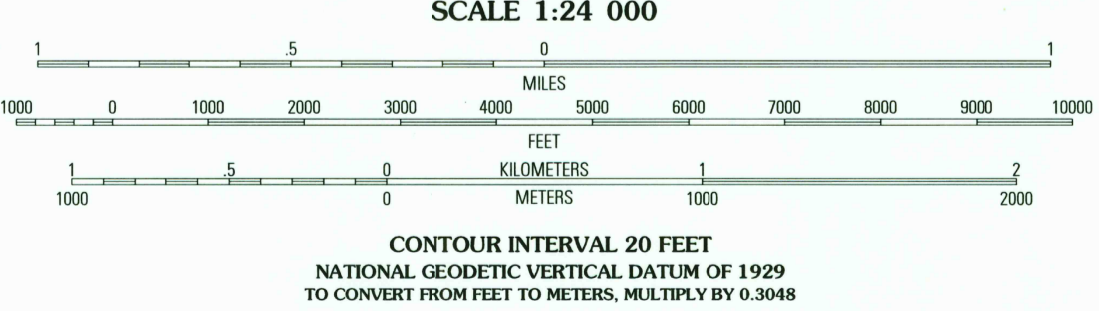 SCALE 1:24 000
1 .5 0 1
MILES
1000 0 1000 2000 3000 4000 5000 6000 7000 8000 9000 10000
FEET
1 .5 0 KILOMETERS 1 2
1000 0 METERS 1000 2000
CONTOUR INTERVAL 20 FEET
NATIONAL GEODETIC VERTICAL DATUM OF 1929
TO CONVERT FROM FEET TO METERS, MULTIPLY BY 0.3048